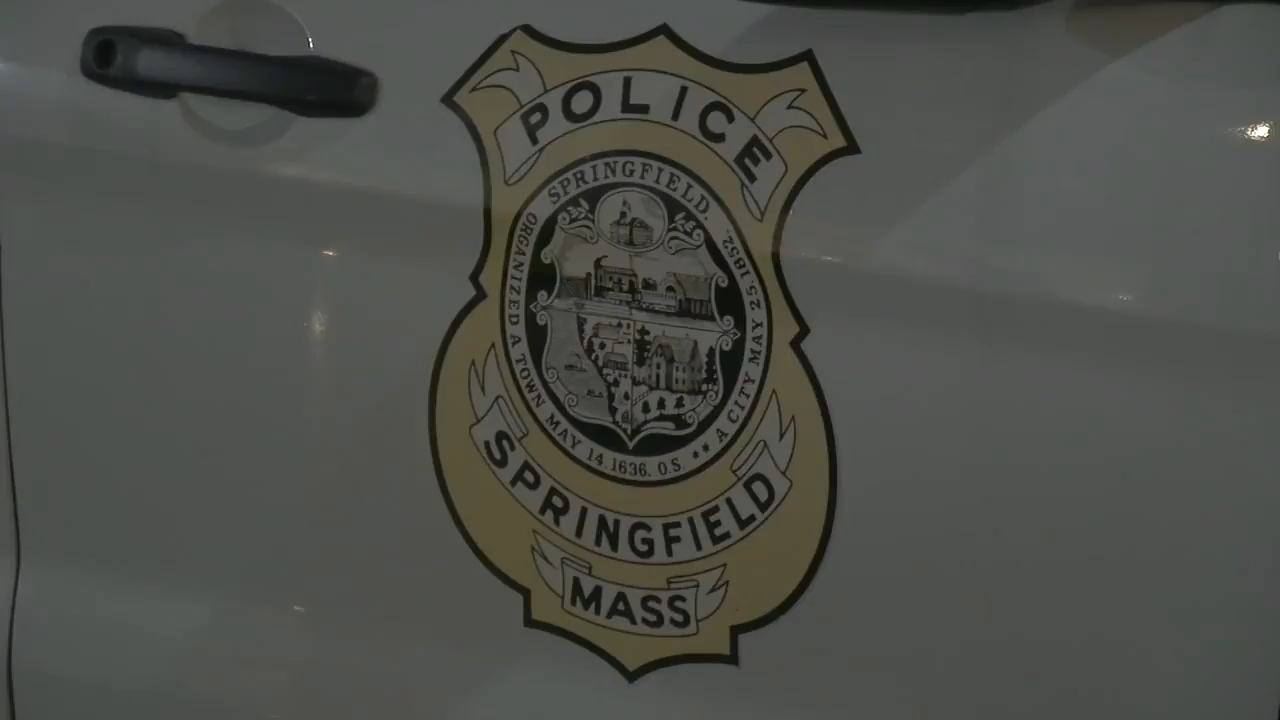 POLICE
SPRINGFIELD.
ORGANIZED A TOWN MAY 14.1636. O.S. ** A CITY MAY 25.1852.
SPRINGFIELD
MASS